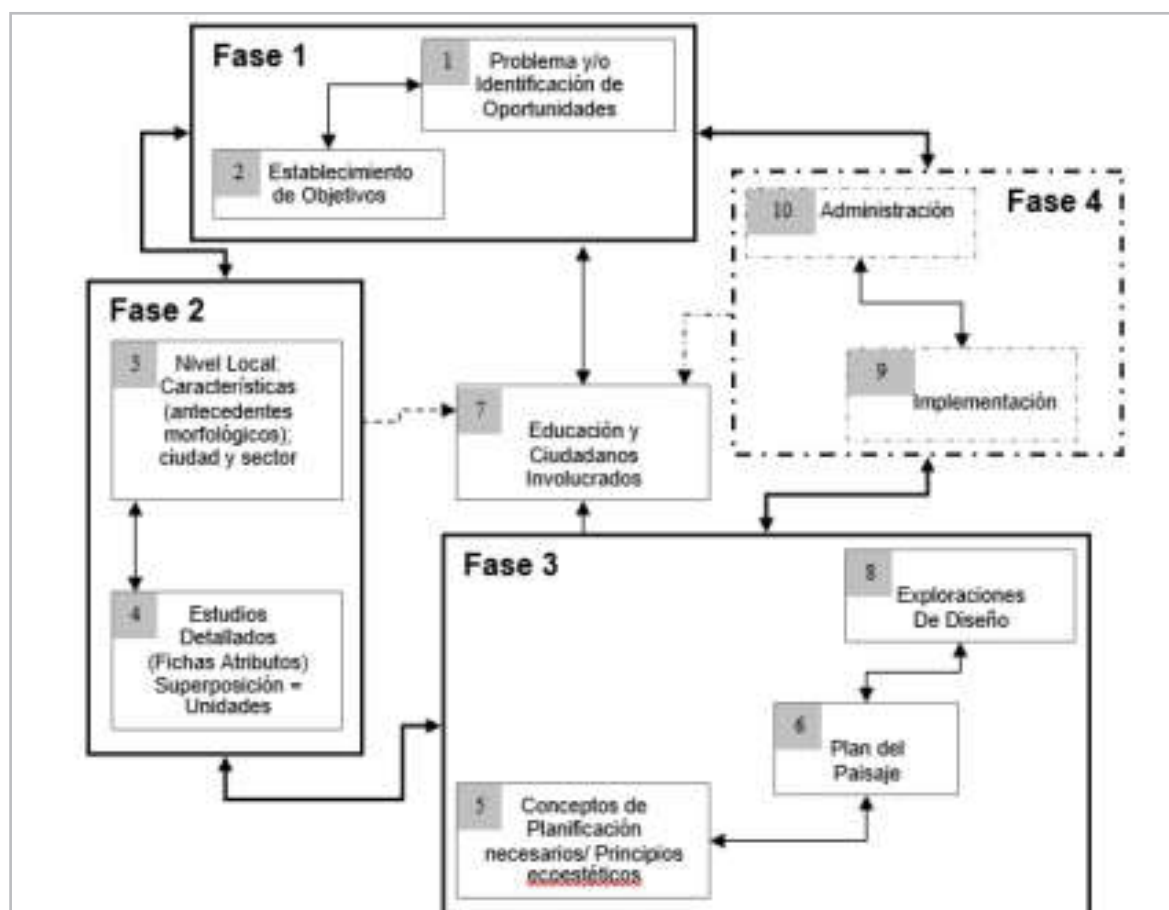 Fase 1
1
Problema y/o
Identificación de
Oportunidades
2
Establecimiento
de Objetivos
Fase 4
10
Administración
9
Implementación
Fase 2
3
Nivel Local:
Características
(antecedentes
morfológicos);
ciudad y sector
4
Estudios
Detallados
(Fichas Atributos)
Superposición =
Unidades
7
Educación y
Ciudadanos
Involucrados
Fase 3
8
Exploraciones
De Diseño
6
Plan del
Paisaje
5
Conceptos de
Planificación
necesarios/ Principios
ecoestéticos